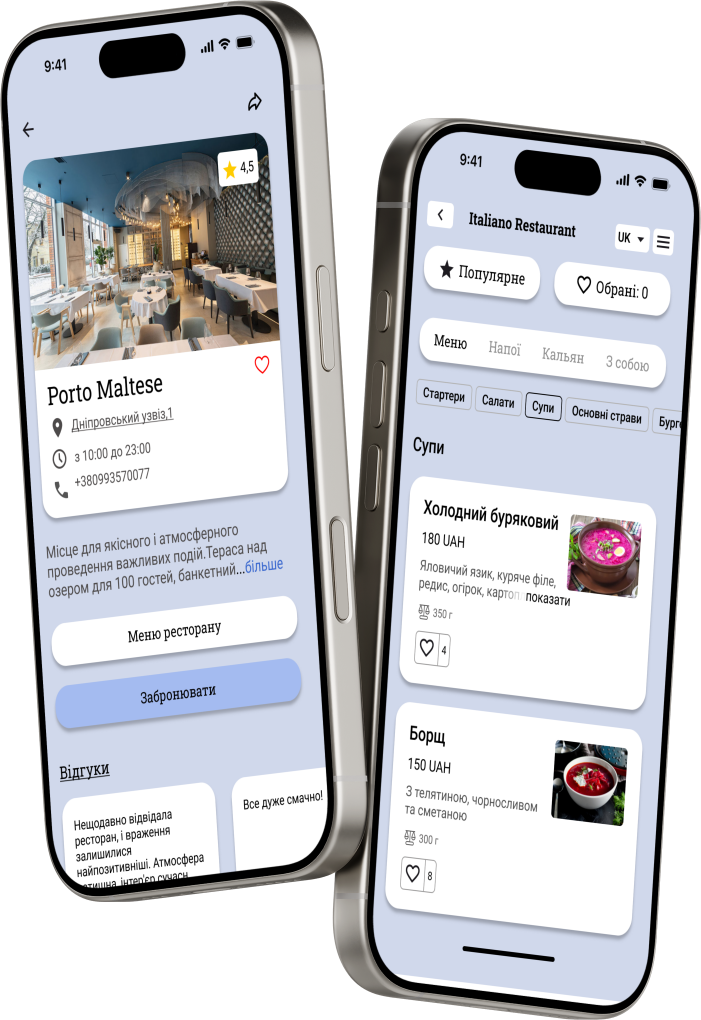 9:41
4,5
Porto Maltese
Дніпровський узвіз,1
з 10:00 до 23:00
+380993570077
Місце для якісного і атмосферного
проведення важливих подій.Тераса над
озером для 100 гостей, банкетний...більше
Меню ресторану
Забронювати
Відгуки
Нещодавно відвідала
ресторан, і враження
залишилися
найпозитивніші. Атмосфера
інтер'єр
Все дуже смачно!
9:41
Italiano Restaurant
UK
Популярне
Обрані: 0
Меню
Напої
Кальян
З собою
Стартери
Салати
Супи
Основні страви
Бург
Супи
Холодний буряковий
180 UAH
Яловичий язик, куряче філе,
редис, огірок, картоп показати
350 г
4
Борщ
150 UAH
З телятиною, чорносливом
та сметаною
300 г
8